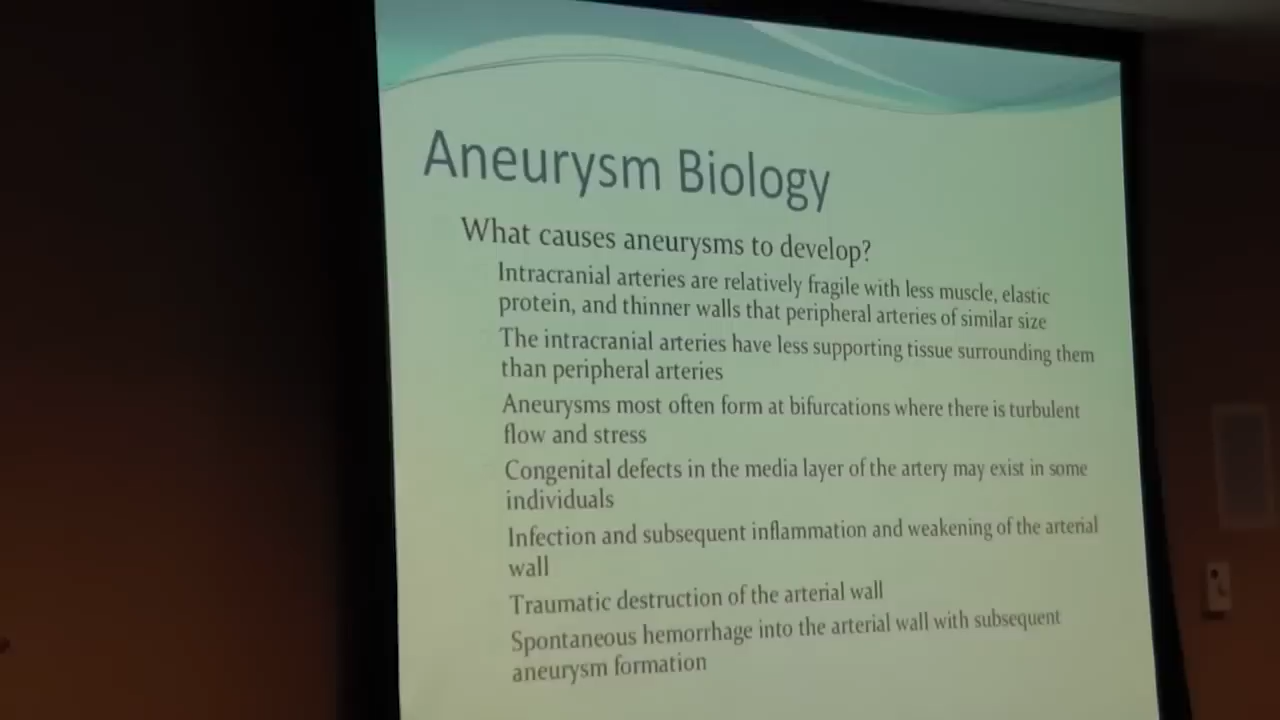 Aneurysm Biology
What causes aneurysms to develop?
Intracranial arteries are relatively fragile with less muscle, elastic
protein, and thinner walls that peripheral arteries of similar size
The intracranial arteries have less supporting tissue surrounding them
than peripheral arteries
Aneurysms most often form at bifurcations where there is turbulent
flow and stress
Congenital defects in the media layer of the artery may exist in some
individuals
Infection and subsequent inflammation and weakening of the arterial
wall
Traumatic destruction of the arterial wall
Spontaneous hemorrhage into the arterial wall with subsequent
aneurysm formation